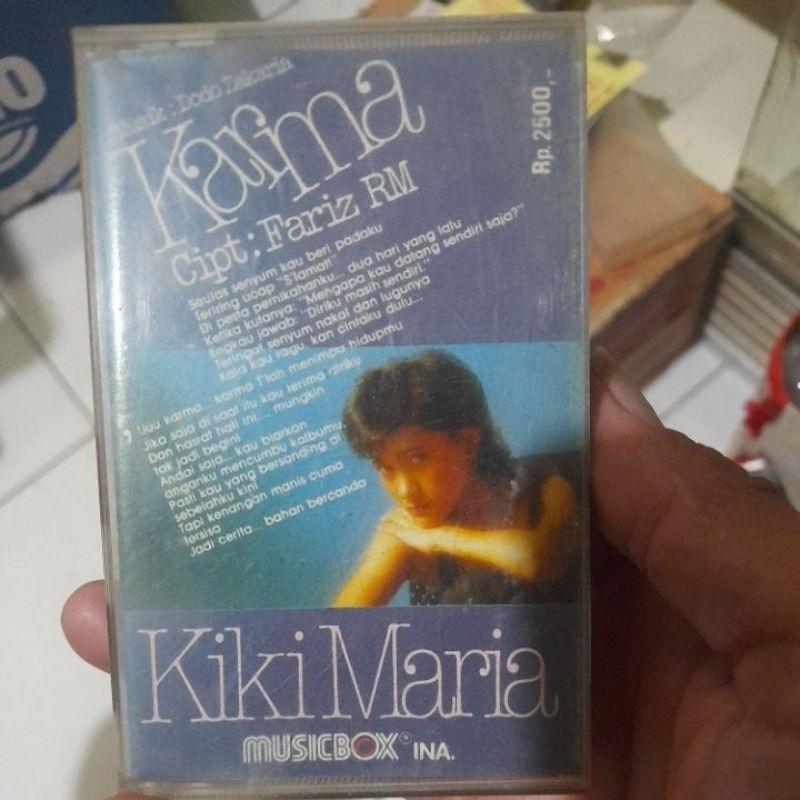 Musik : Dodo Zakaria
Karma
Cipt : Fariz RM
Rp. 2500,-
Seulas senyum kau beri padaku
Teriring ucap "S'lamat!"
Di pesta pernikahanku... dua hari yang lalu
Ketika kutanya: "Mengapa kau datang sendiri saja?"
Engkau jawab: "Diriku masih sendiri."
Teringat senyum nakal dan lugunya
kala kau ragu 'kan cintaku dulu...
Uuu karma... karma t'lah menimpa hidupmu
Jika saja di saat itu kau terima diriku
Dan hasrat hati ini... mungkin
tak jadi begini
Andai saja... kau biarkan
anganku mencumbu kalbumu.
Pasti kau yang bersanding di
sebelahku kini
Tapi kenangan manis cuma
tersisa
Jadi cerita... bahan bercanda
Kiki Maria
MUSICBOX INA.